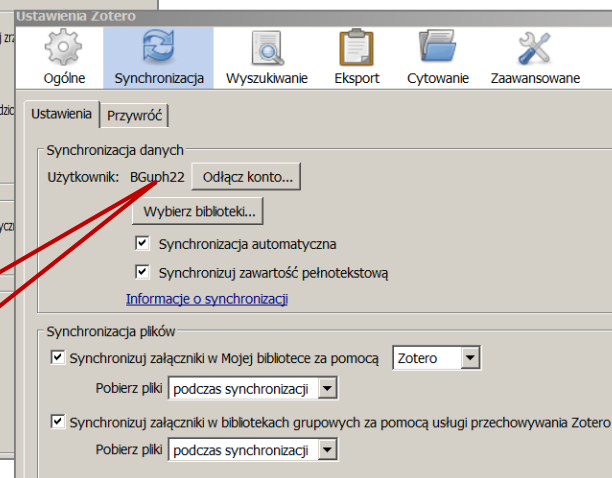 Ustawienia Zotero
Ogólne Synchronizacja Wyszukiwanie Eksport Cytowanie Zaawansowane
Ustawienia Przywróć
Synchronizacja danych
Użytkownik: BGuph22 Odłącz konto...
Wybierz biblioteki...
Synchronizacja automatyczna
Synchronizuj zawartość pełnotekstową
Informacje o synchronizacji
Synchronizacja plików
Synchronizuj załączniki w Mojej bibliotece za pomocą Zotero
Pobierz pliki podczas synchronizacji
Synchronizuj załączniki w bibliotekach grupowych za pomocą usługi przechowywania Zotero
Pobierz pliki podczas synchronizacji